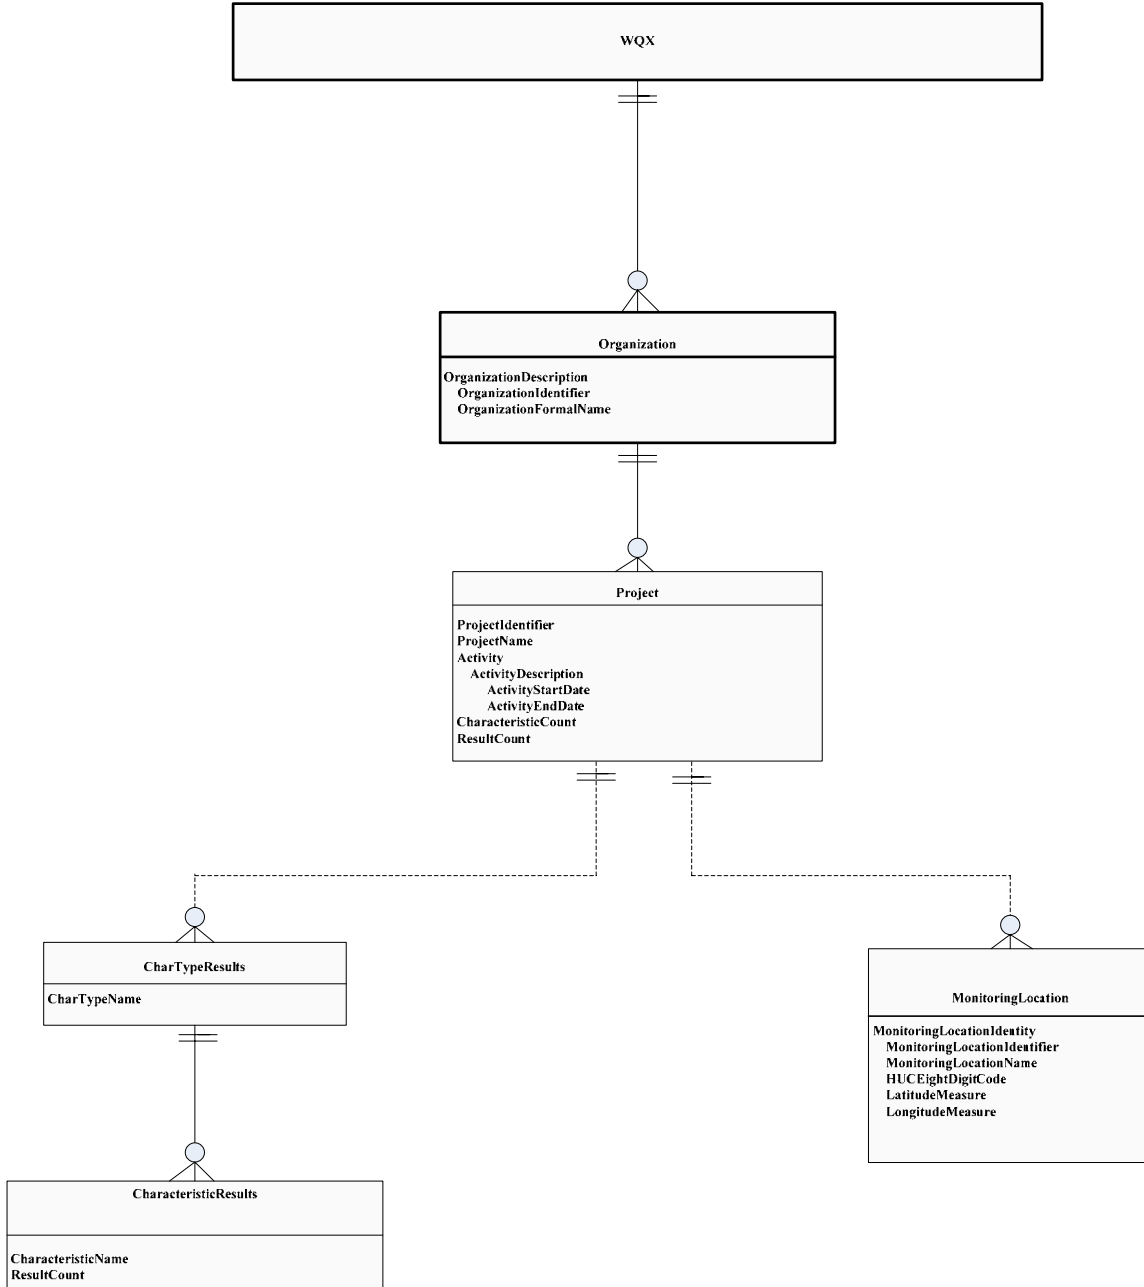 WQX
Organization
OrganizationDescription
OrganizationIdentifier
OrganizationFormalName
Project
ProjectIdentifier
ProjectName
Activity
ActivityDescription
ActivityStartDate
ActivityEndDate
CharacteristicCount
ResultCount
CharTypeResults
CharTypeName
MonitoringLocation
MonitoringLocationIdentity
MonitoringLocationIdentifier
MonitoringLocationName
HUCEightDigitCode
LatitudeMeasure
LongitudeMeasure
CharacteristicResults
CharacteristicName
ResultCount